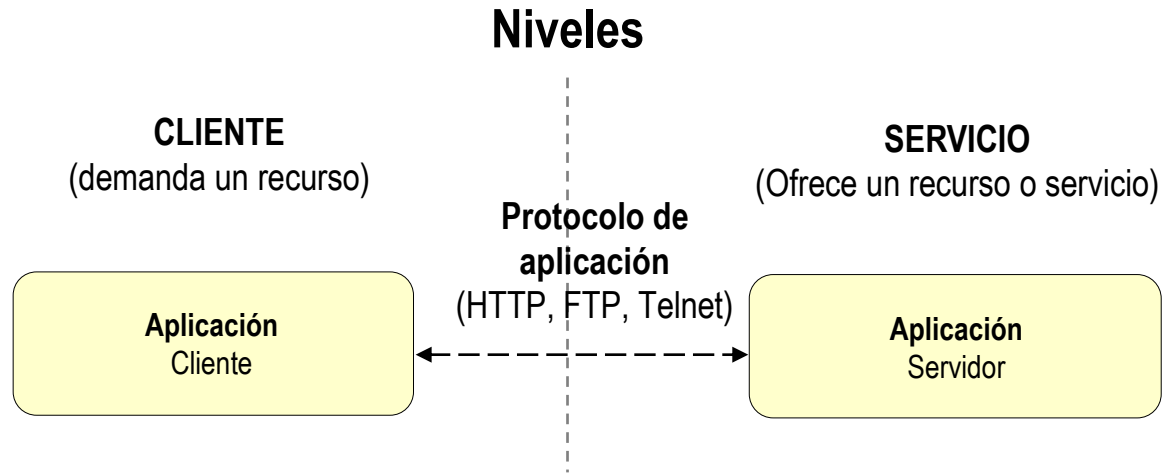 Niveles
CLIENTE
(demanda un recurso)
SERVICIO
(Ofrece un recurso o servicio)
Protocolo de
aplicación
(HTTP, FTP, Telnet)
Aplicación
Cliente
Aplicación
Servidor